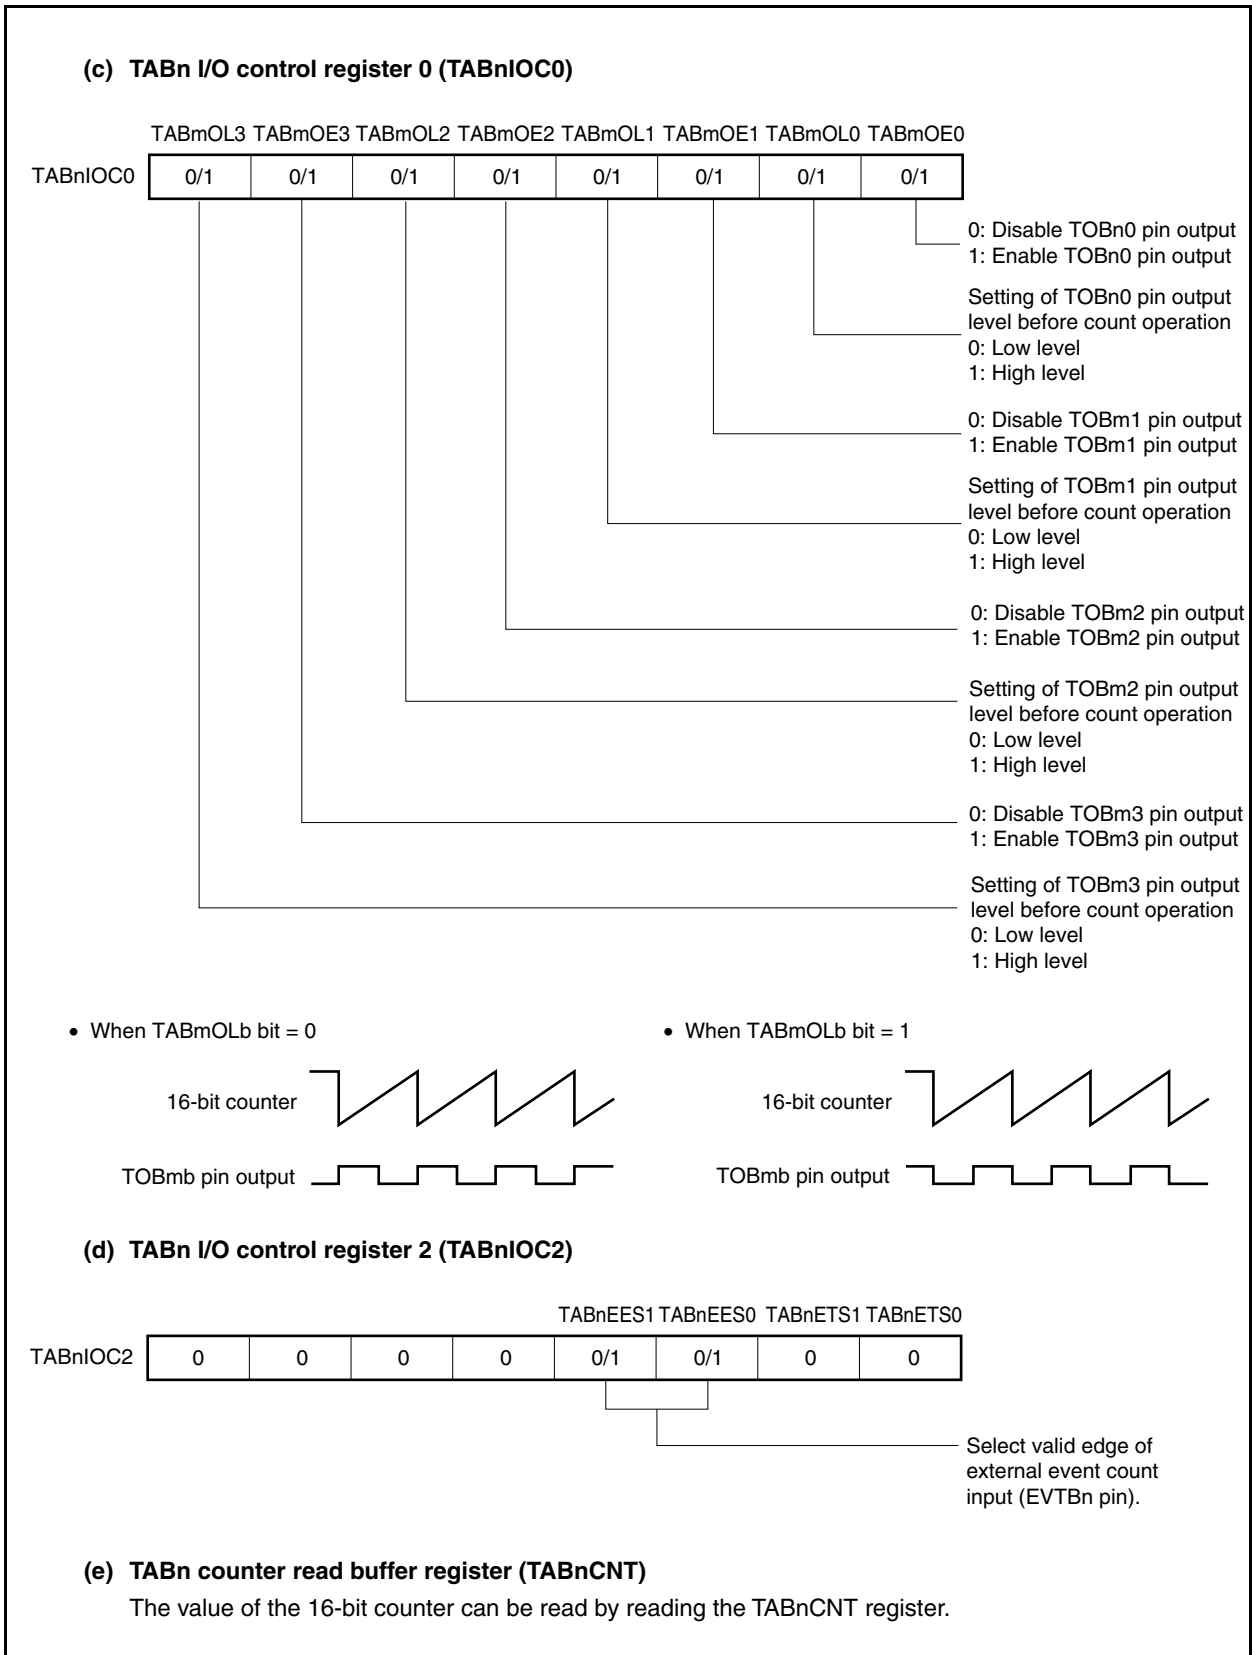 (c) TABn I/O control register 0 (TABnIOC0)
TABmOL3 TABmOE3 TABmOL2 TABmOE2 TABmOL1 TABmOE1 TABmOL0 TABmOE0
TABnIOC0 0/1 0/1 0/1 0/1 0/1 0/1 0/1 0/1
0: Disable TOBn0 pin output
1: Enable TOBn0 pin output
Setting of TOBn0 pin output
level before count operation
0: Low level
1: High level
0: Disable TOBm1 pin output
1: Enable TOBm1 pin output
Setting of TOBm1 pin output
level before count operation
0: Low level
1: High level
0: Disable TOBm2 pin output
1: Enable TOBm2 pin output
Setting of TOBm2 pin output
level before count operation
0: Low level
1: High level
0: Disable TOBm3 pin output
1: Enable TOBm3 pin output
Setting of TOBm3 pin output
level before count operation
0: Low level
1: High level
• When TABmOLb bit = 0
16-bit counter
TOBmb pin output
• When TABmOLb bit = 1
16-bit counter
TOBmb pin output
(d) TABn I/O control register 2 (TABnIOC2)
TABnEES1 TABnEES0 TABnETS1 TABnETS0
TABnIOC2 0 0 0 0 0/1 0/1 0 0
Select valid edge of
external event count
input (EVTBn pin).
(e) TABn counter read buffer register (TABnCNT)
The value of the 16-bit counter can be read by reading the TABnCNT register.